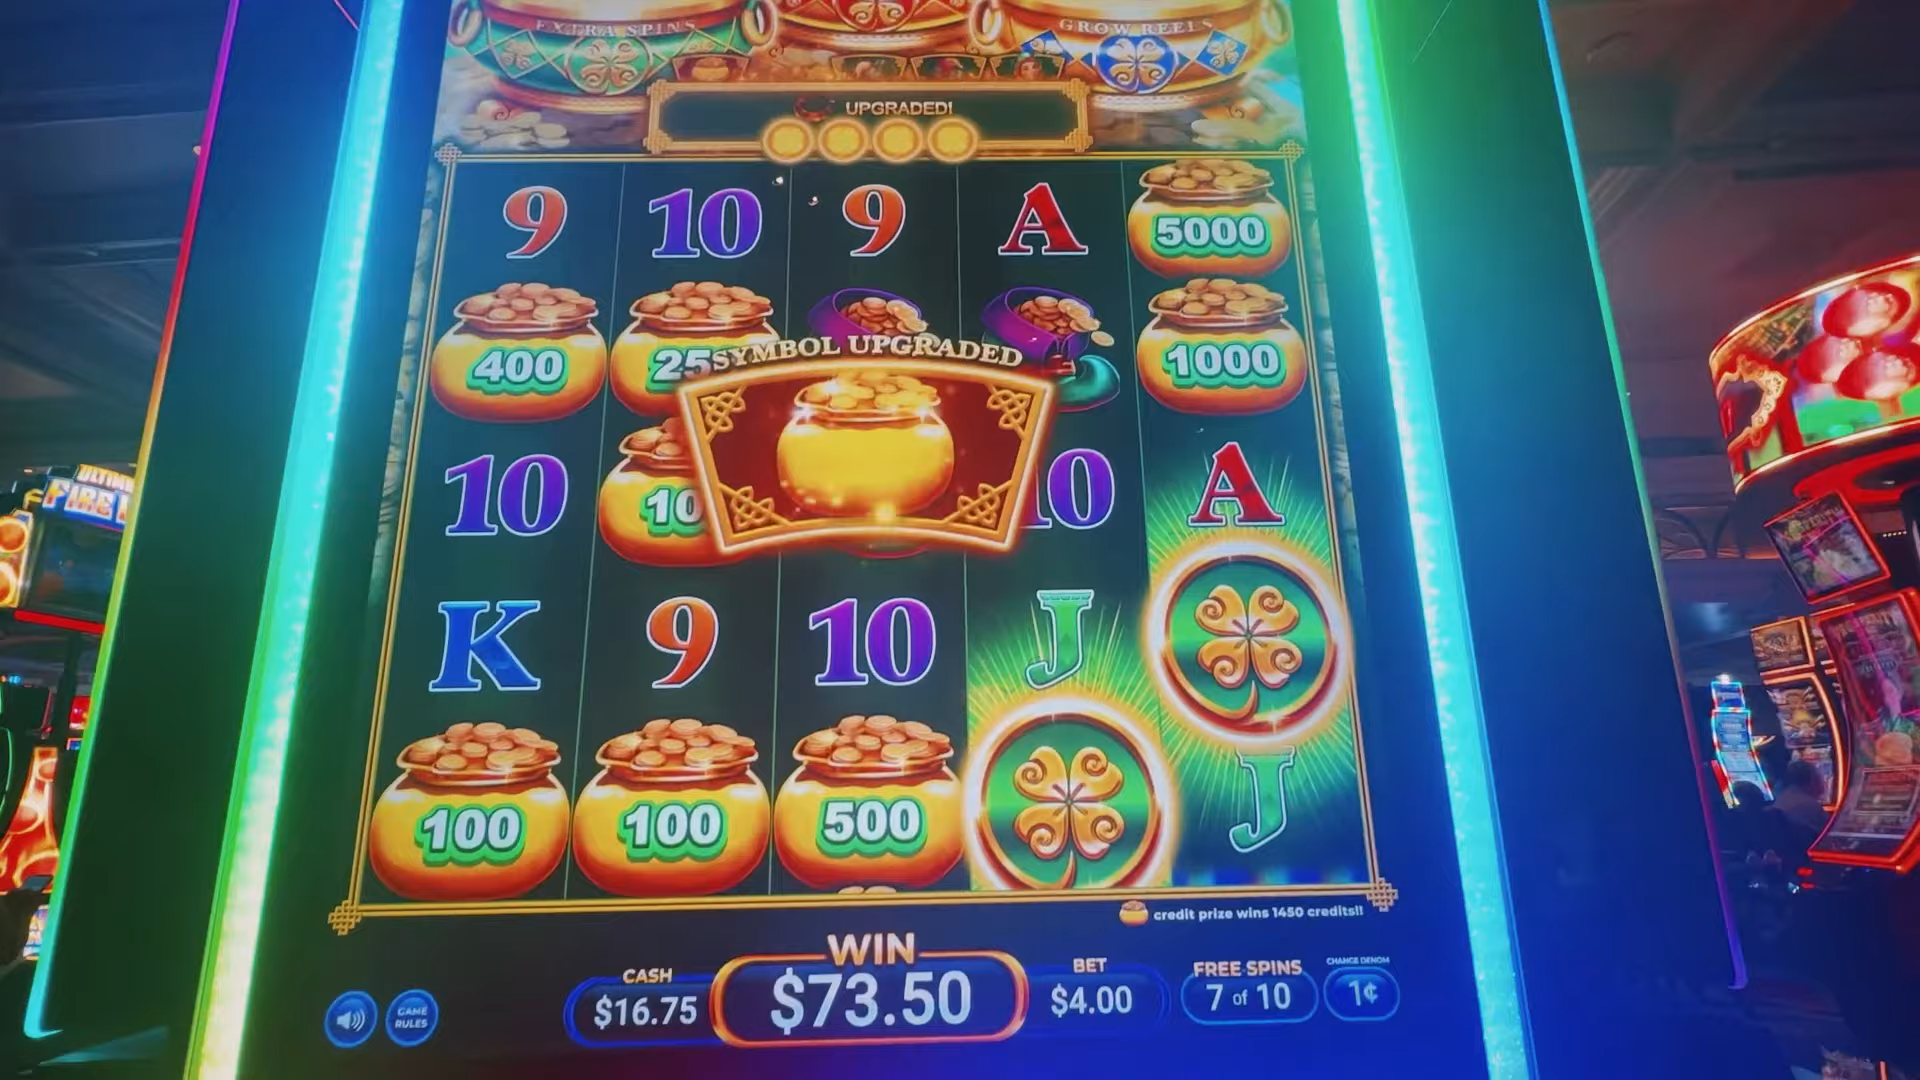 EXTRA SPINS
GROW REELS
UPGRADED!
9 10 9 A 5000
400 25 1000
SYMBOL UPGRADED
10 10 10 A
K 9 10 J
100 100 500 J
credit prize wins 1450 credits!!
WIN
CASH $16.75
$73.50
BET $4.00
FREE SPINS 7 of 10
CHANGE DENOM 1¢
GAME RULES
ULTIM
FIRE L